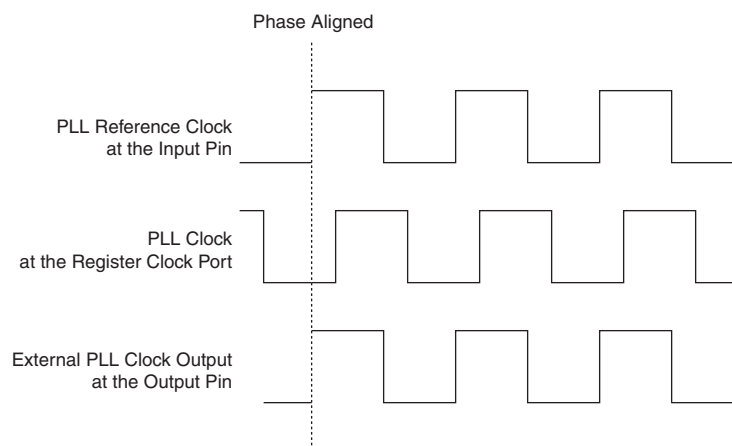 Phase Aligned
PLL Reference Clock
at the Input Pin
PLL Clock
at the Register Clock Port
External PLL Clock Output
at the Output Pin